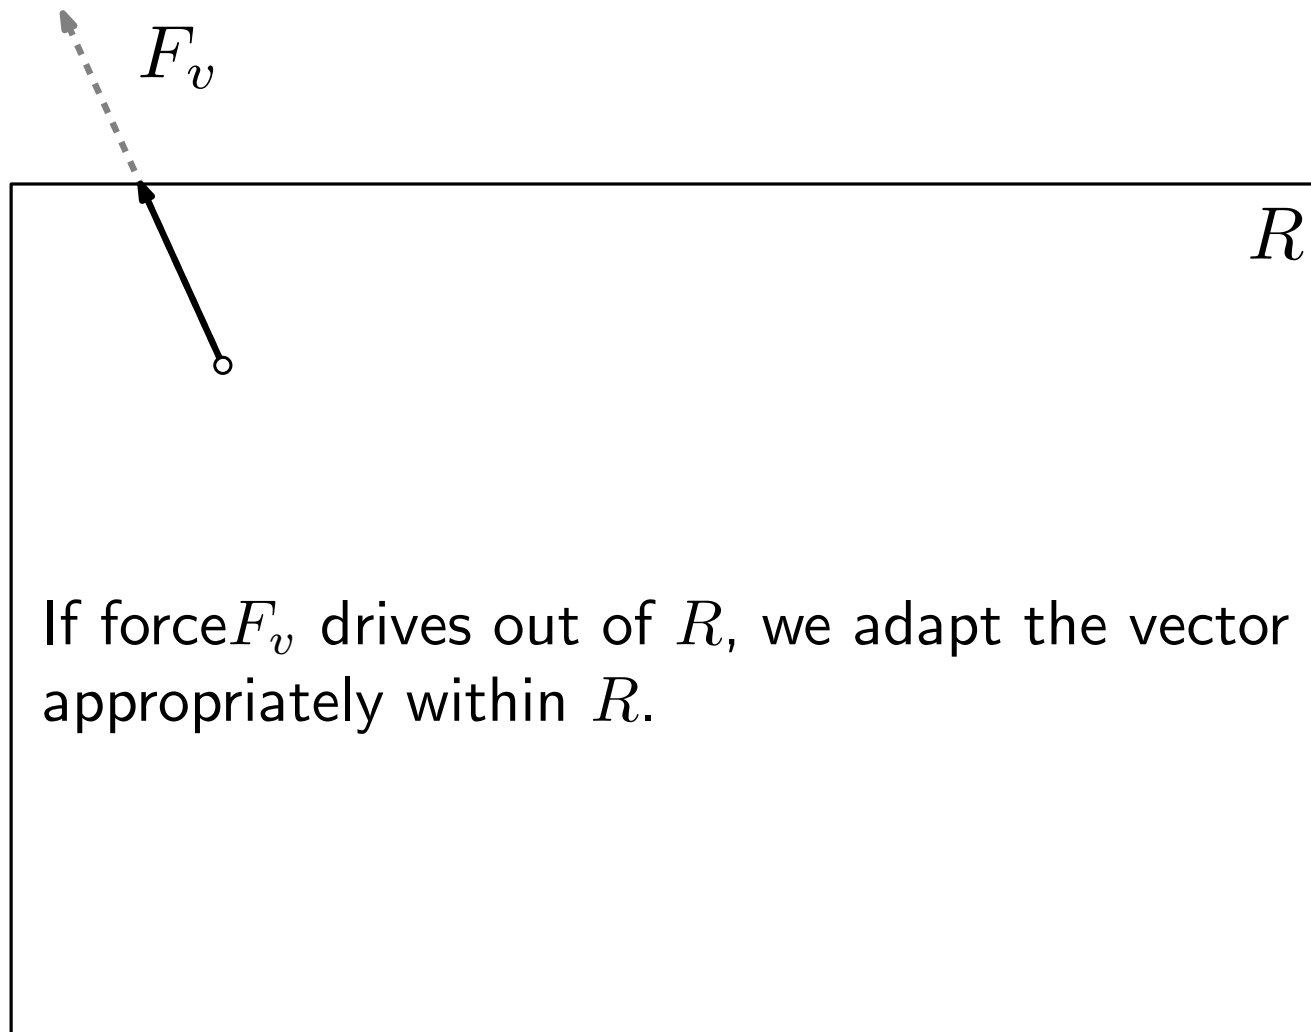 F_v
R
If forceF_v drives out of R, we adapt the vector
appropriately within R.